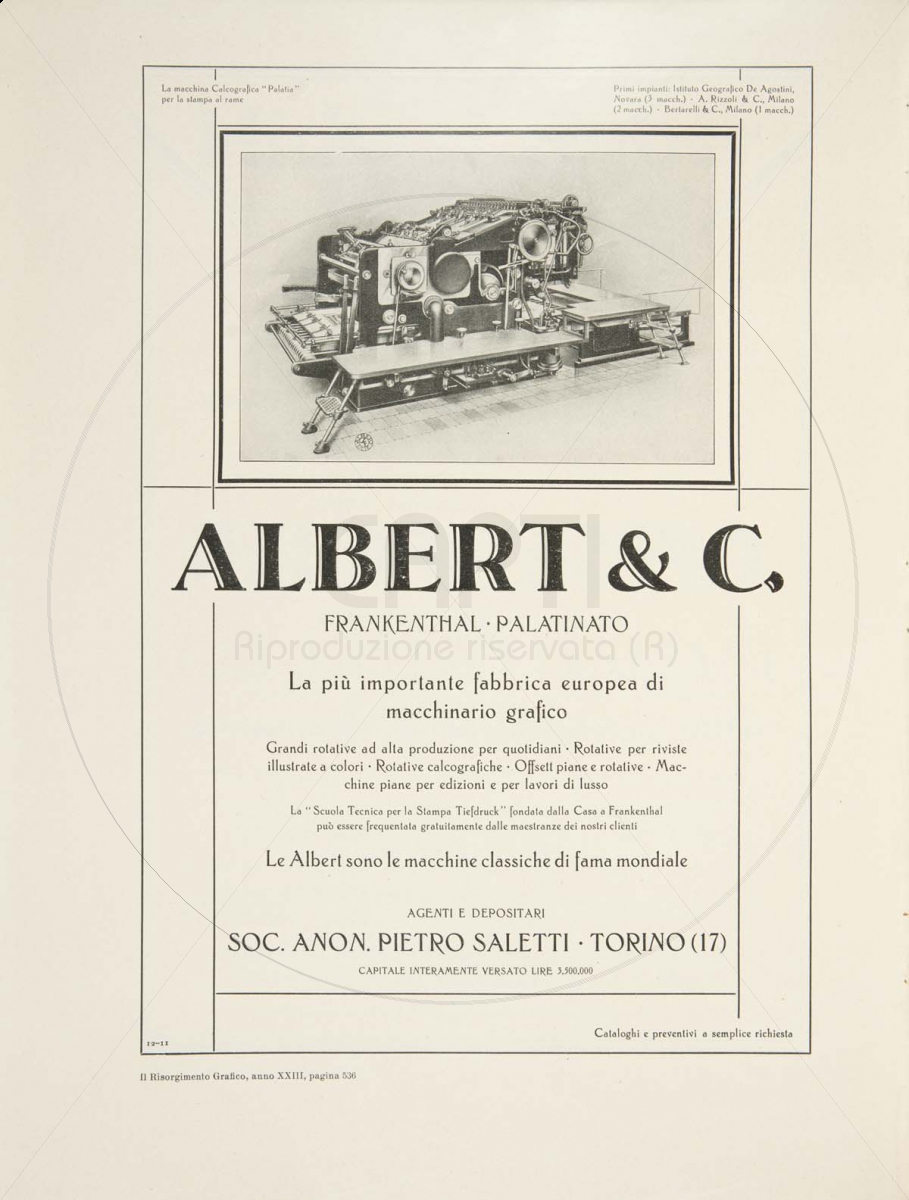 La macchina Calcografica "Palatia"
per la stampa al rame
Primi impianti: Istituto Geografico De Agostini,
Novara (3 macch.) - A. Rizzoli & C., Milano
(2 macch.) - Bertarelli & C., Milano (1 macch.)
ALBERT & C.
FRANKENTHAL · PALATINATO
CAPTI
Riproduzione riservata (R)
La più importante fabbrica europea di
macchinario grafico
Grandi rotative ad alta produzione per quotidiani · Rotative per riviste
illustrate a colori · Rotative calcografiche · Offsett piane e rotative · Mac-
chine piane per edizioni e per lavori di lusso
La "Scuola Tecnica per la Stampa Tiefdruck" fondata dalla Casa a Frankenthal
può essere frequentata gratuitamente dalle maestranze dei nostri clienti
Le Albert sono le macchine classiche di fama mondiale
AGENTI E DEPOSITARI
SOC. ANON. PIETRO SALETTI · TORINO (17)
CAPITALE INTERAMENTE VERSATO LIRE 3,500,000
Cataloghi e preventivi a semplice richiesta
12-11
Il Risorgimento Grafico, anno XXIII, pagina 536